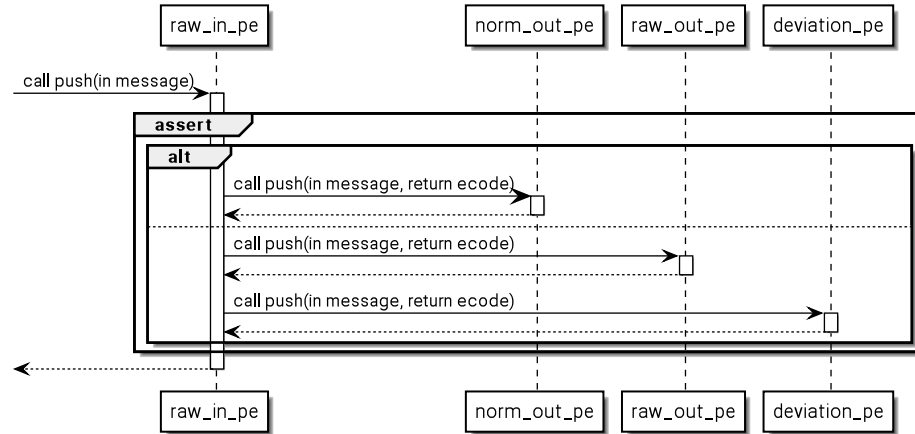 raw_in_pe
norm_out_pe
raw_out_pe
deviation_pe
call push(in message)
assert
alt
call push(in message, return ecode)
call push(in message, return ecode)
call push(in message, return ecode)
raw_in_pe
norm_out_pe
raw_out_pe
deviation_pe